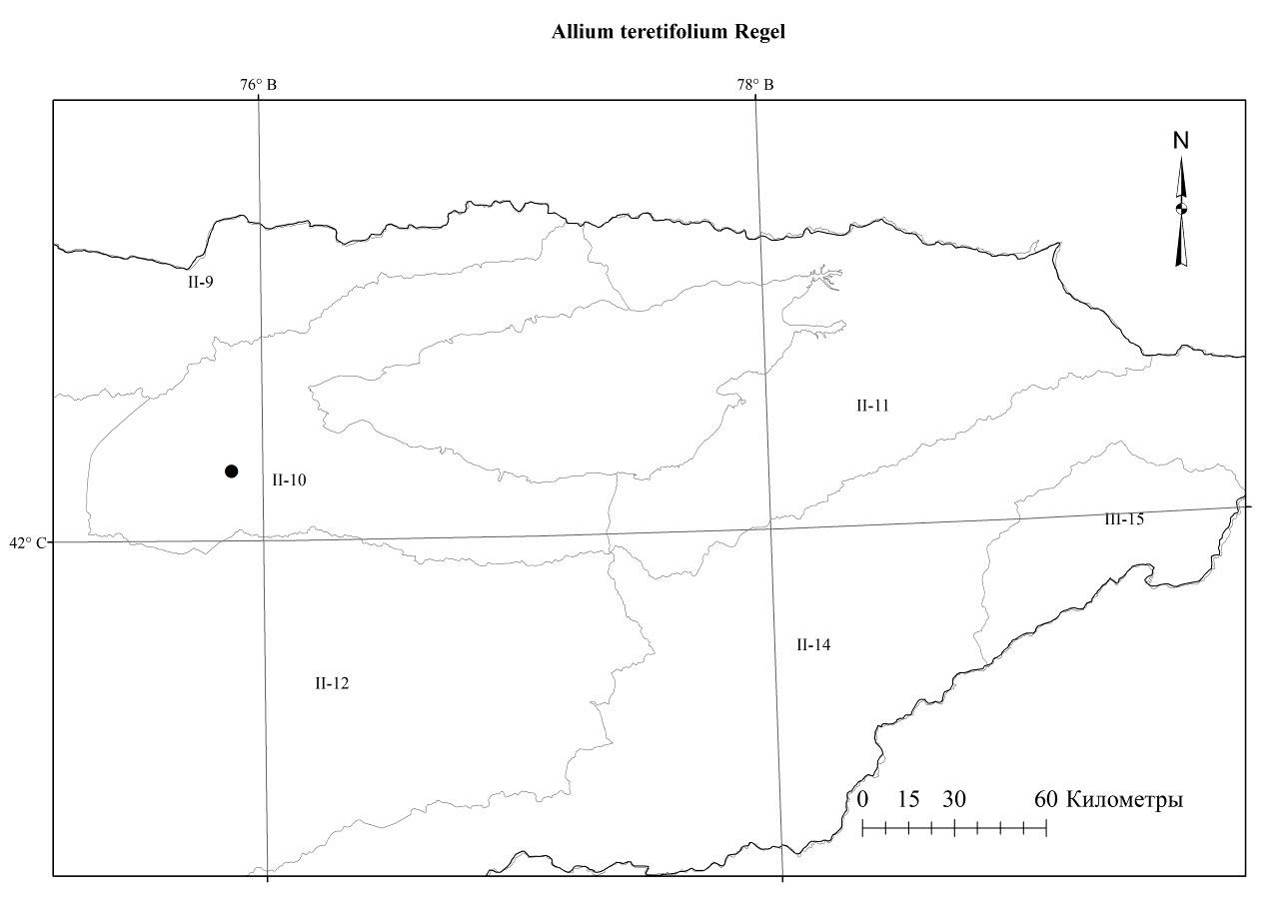 Allium teretifolium Regel
76° В
78° В
N
II-9
II-11
II-10
III-15
42° С
II-14
II-12
0 15 30 60 Километры